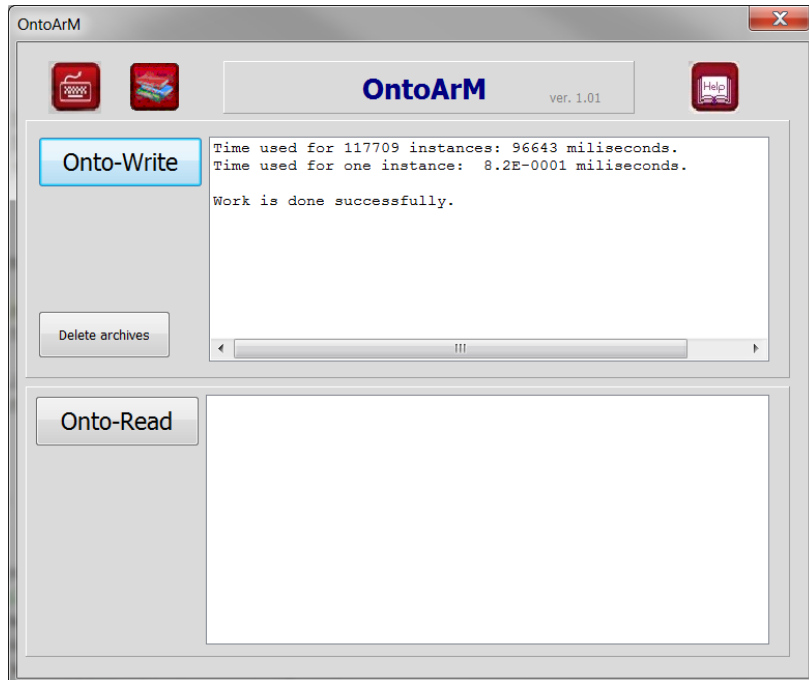 OntoArM
OntoArM ver. 1.01
Help
Onto-Write
Time used for 117709 instances: 96643 miliseconds.
Time used for one instance:  8.2E-0001 miliseconds.
Work is done successfully.
Delete archives
Onto-Read